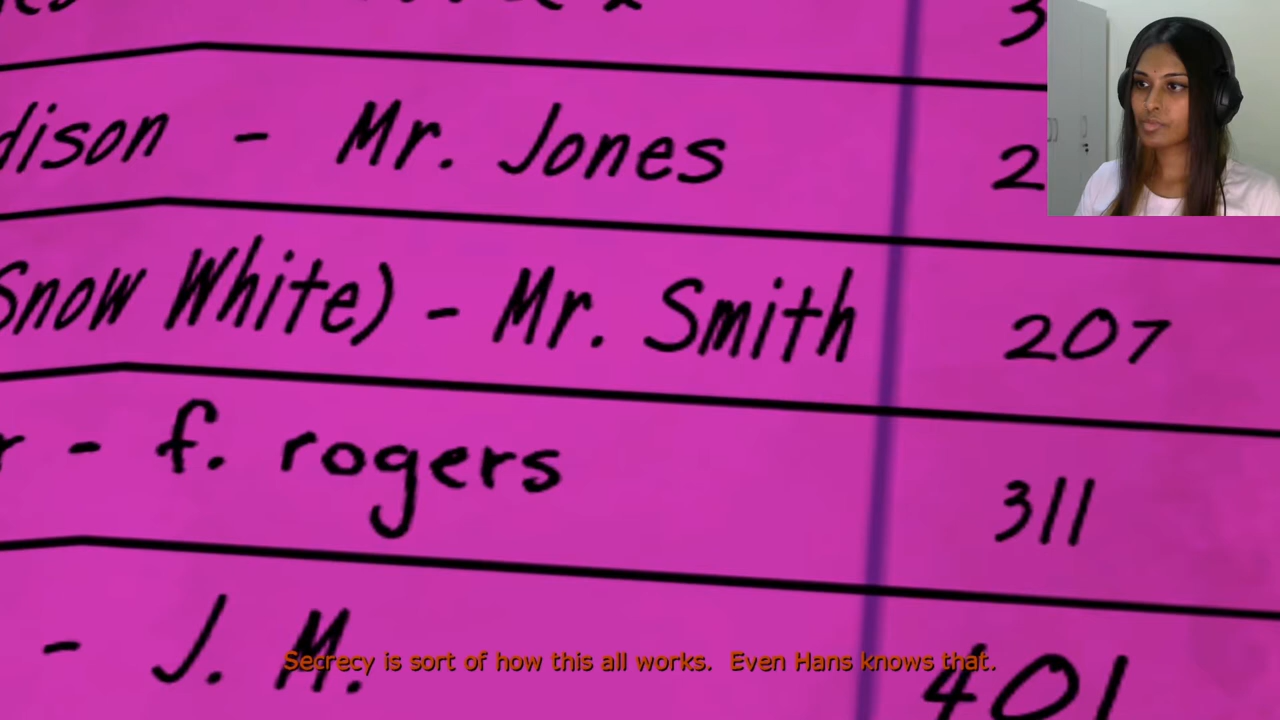 3
dison - Mr. Jones 2
Snow White) - Mr. Smith 207
r - f. rogers 311
- J. M. 401
Secrecy is sort of how this all works. Even Hans knows that.